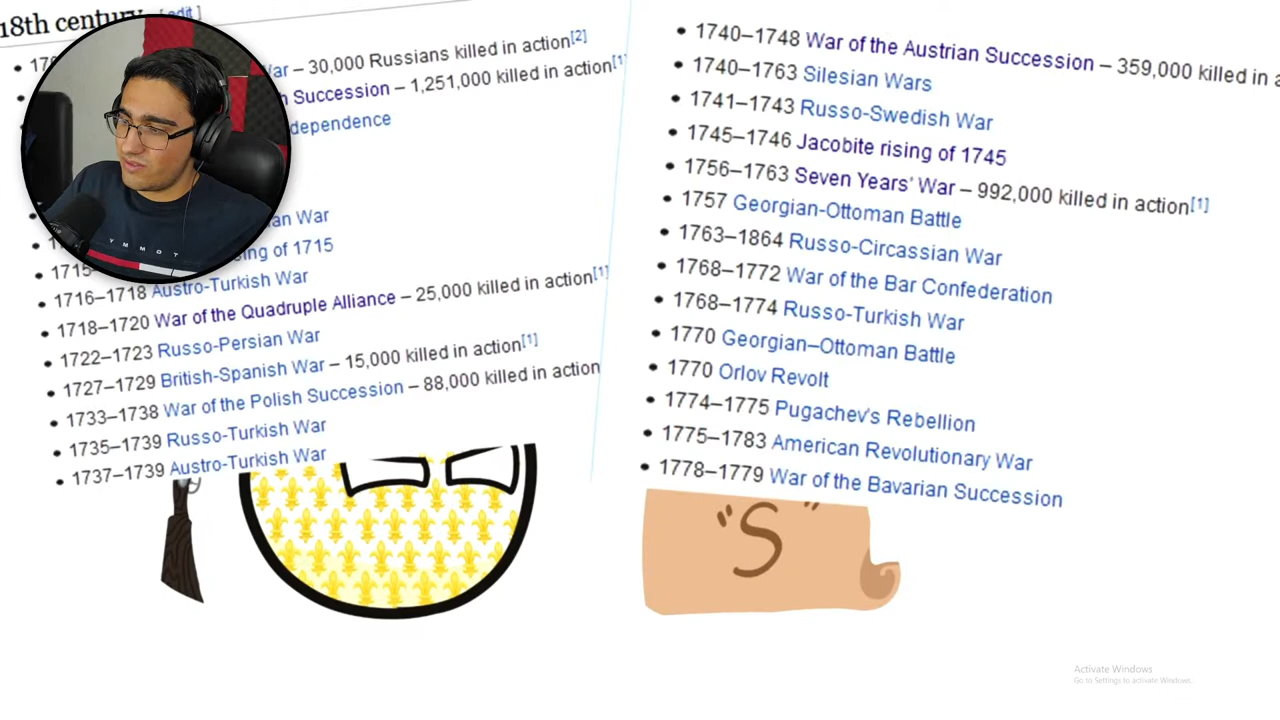 18th century [edit]
War – 30,000 Russians killed in action[2]
Succession – 1,251,000 killed in action[1]
an War
1715
1716–1718 Austro-Turkish War
1718–1720 War of the Quadruple Alliance – 25,000 killed in action[1]
1722–1723 Russo-Persian War
1727–1729 British-Spanish War – 15,000 killed in action[1]
1733–1738 War of the Polish Succession – 88,000 killed in action
1735–1739 Russo-Turkish War
1737–1739 Austro-Turkish War
1740–1748 War of the Austrian Succession – 359,000 killed in
1740–1763 Silesian Wars
1741–1743 Russo-Swedish War
1745–1746 Jacobite rising of 1745
1756–1763 Seven Years' War – 992,000 killed in action[1]
1757 Georgian-Ottoman Battle
1763–1864 Russo-Circassian War
1768–1772 War of the Bar Confederation
1768–1774 Russo-Turkish War
1770 Georgian–Ottoman Battle
1770 Orlov Revolt
1774–1775 Pugachev's Rebellion
1775–1783 American Revolutionary War
1778–1779 War of the Bavarian Succession
"S"
YMMOT
Activate Windows
Go to Settings to activate Windows.